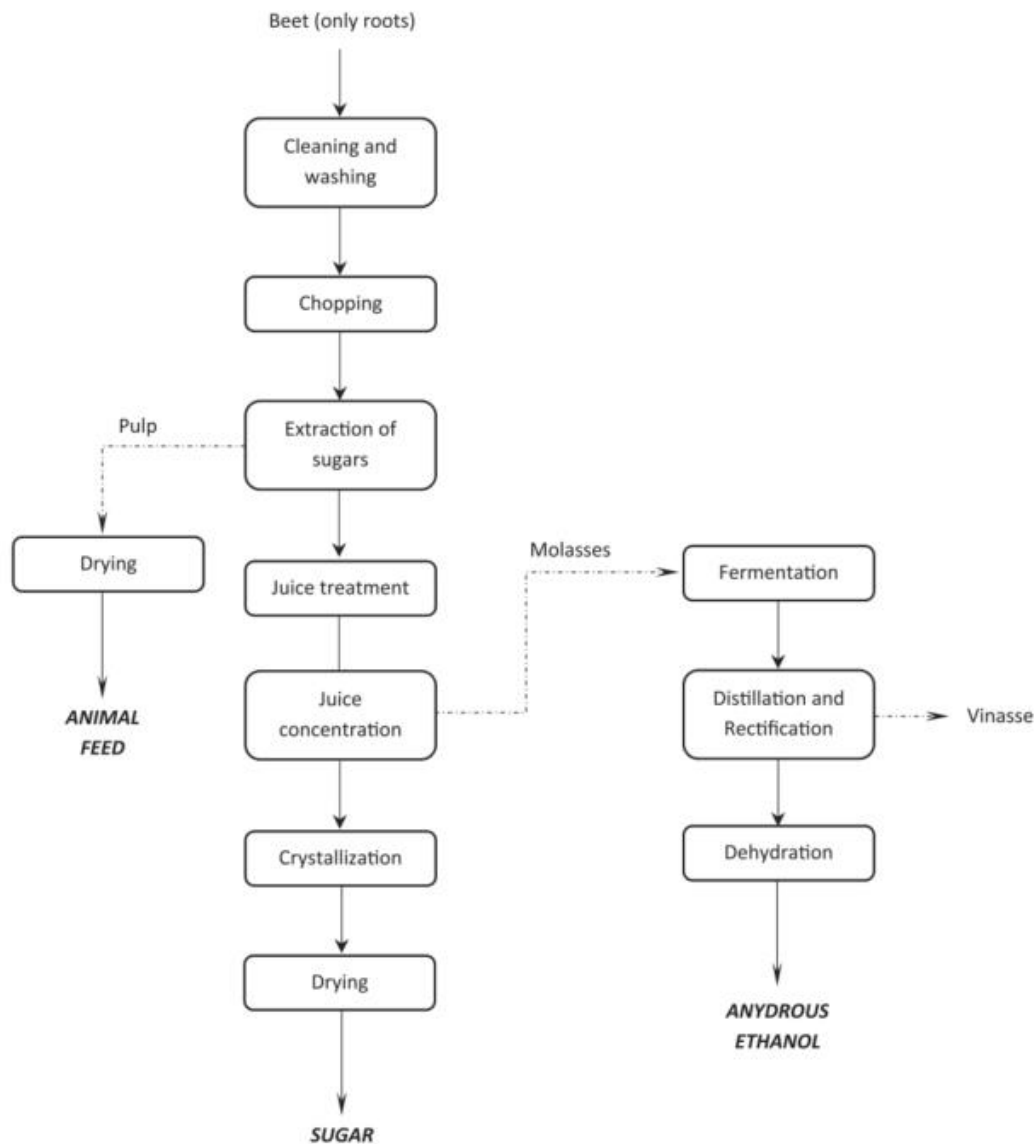 Beet (only roots)
Cleaning and
washing
Chopping
Pulp
Extraction of
sugars
Drying
Juice treatment
Molasses
Fermentation
ANIMAL
FEED
Juice
concentration
Distillation and
Rectification
Vinasse
Crystallization
Dehydration
Drying
ANYDROUS
ETHANOL
SUGAR